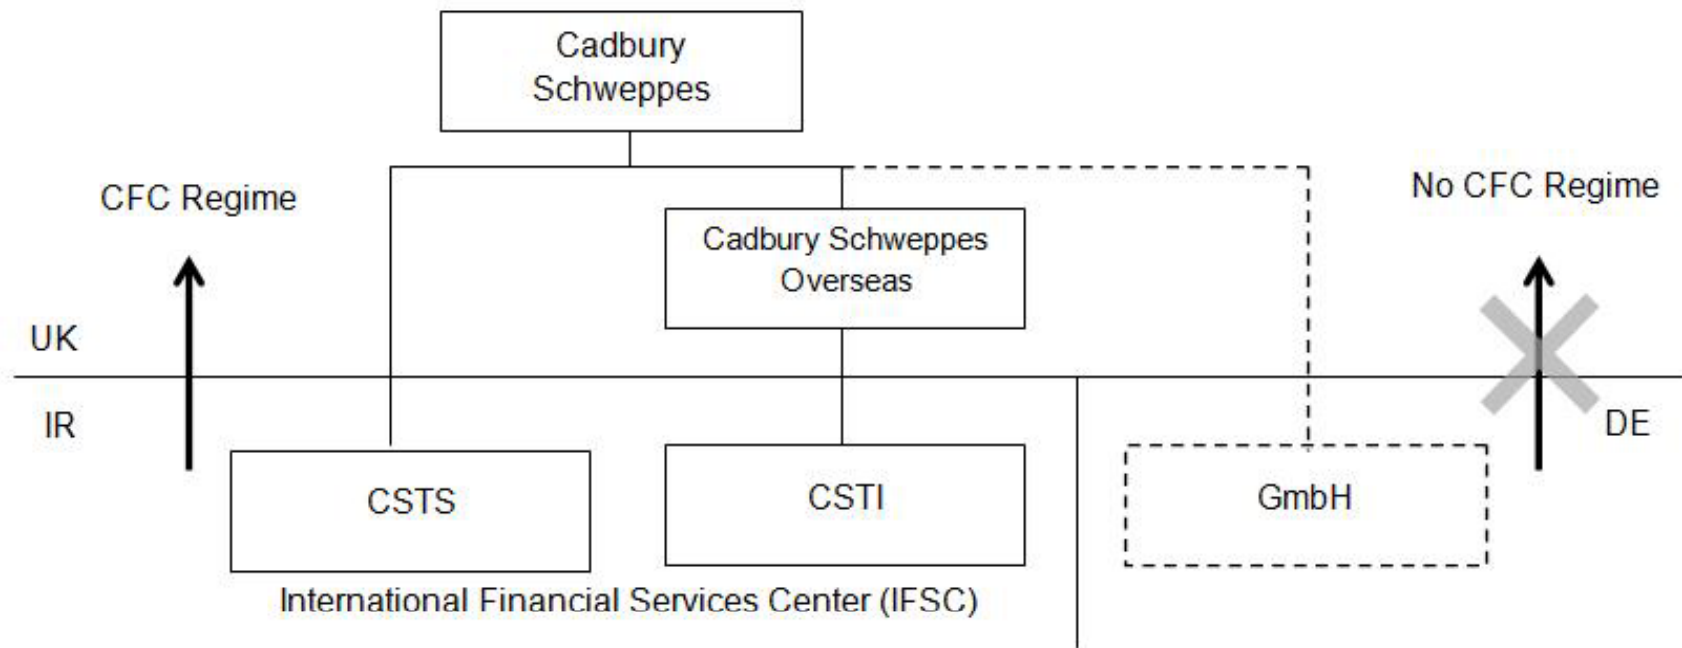 Cadbury
Schweppes
CFC Regime
No CFC Regime
Cadbury Schweppes
Overseas
UK
IR
DE
CSTS
CSTI
GmbH
International Financial Services Center (IFSC)